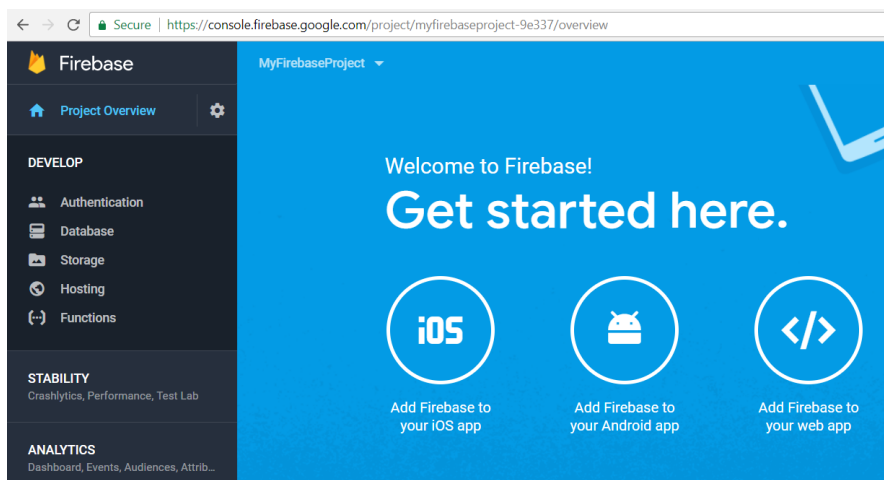 Secure | https://console.firebase.google.com/project/myfirebaseproject-9e337/overview
Firebase
MyFirebaseProject
Project Overview
DEVELOP
Authentication
Database
Storage
Hosting
Functions
STABILITY
Crashlytics, Performance, Test Lab
ANALYTICS
Dashboard, Events, Audiences, Attrib...
Welcome to Firebase!
Get started here.
iOS
Add Firebase to
your iOS app
Add Firebase to
your Android app
</>
Add Firebase to
your web app